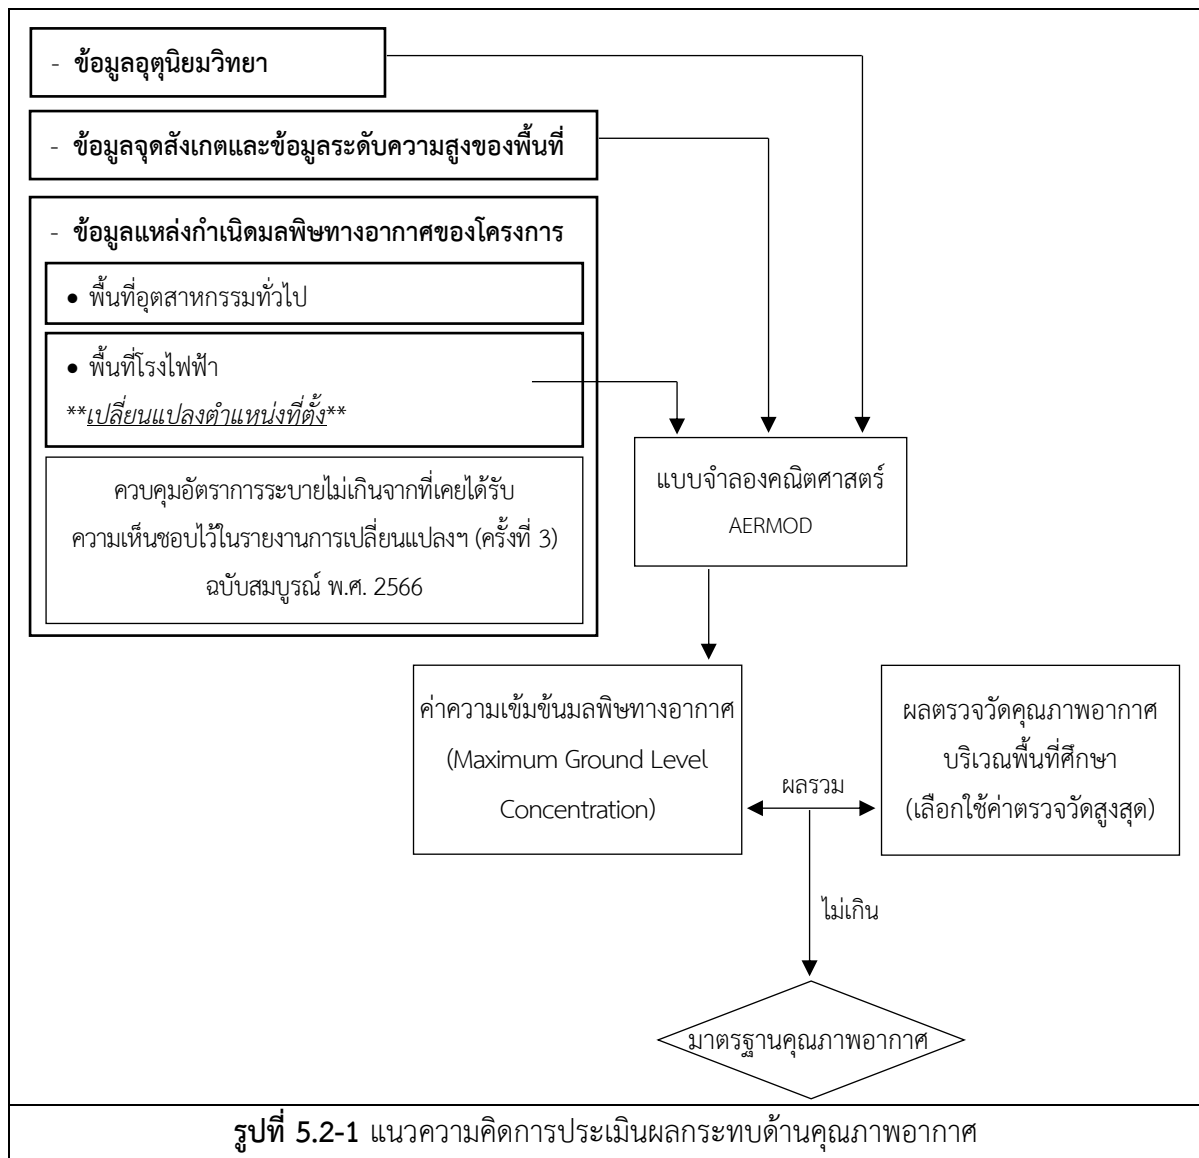 - ข้อมูลอุตุนิยมวิทยา
- ข้อมูลจุดสังเกตและข้อมูลระดับความสูงของพื้นที่
- ข้อมูลแหล่งกำเนิดมลพิษทางอากาศของโครงการ
● พื้นที่อุตสาหกรรมทั่วไป
● พื้นที่โรงไฟฟ้า
**เปลี่ยนแปลงตำแหน่งที่ตั้ง**
ควบคุมอัตราการระบายไม่เกินจากที่เคยได้รับ
ความเห็นชอบไว้ในรายงานการเปลี่ยนแปลงฯ (ครั้งที่ 3)
ฉบับสมบูรณ์ พ.ศ. 2566
แบบจำลองคณิตศาสตร์
AERMOD
ค่าความเข้มข้นมลพิษทางอากาศ
(Maximum Ground Level
Concentration)
ผลรวม
ผลตรวจวัดคุณภาพอากาศ
บริเวณพื้นที่ศึกษา
(เลือกใช้ค่าตรวจวัดสูงสุด)
ไม่เกิน
มาตรฐานคุณภาพอากาศ
รูปที่ 5.2-1 แนวความคิดการประเมินผลกระทบด้านคุณภาพอากาศ